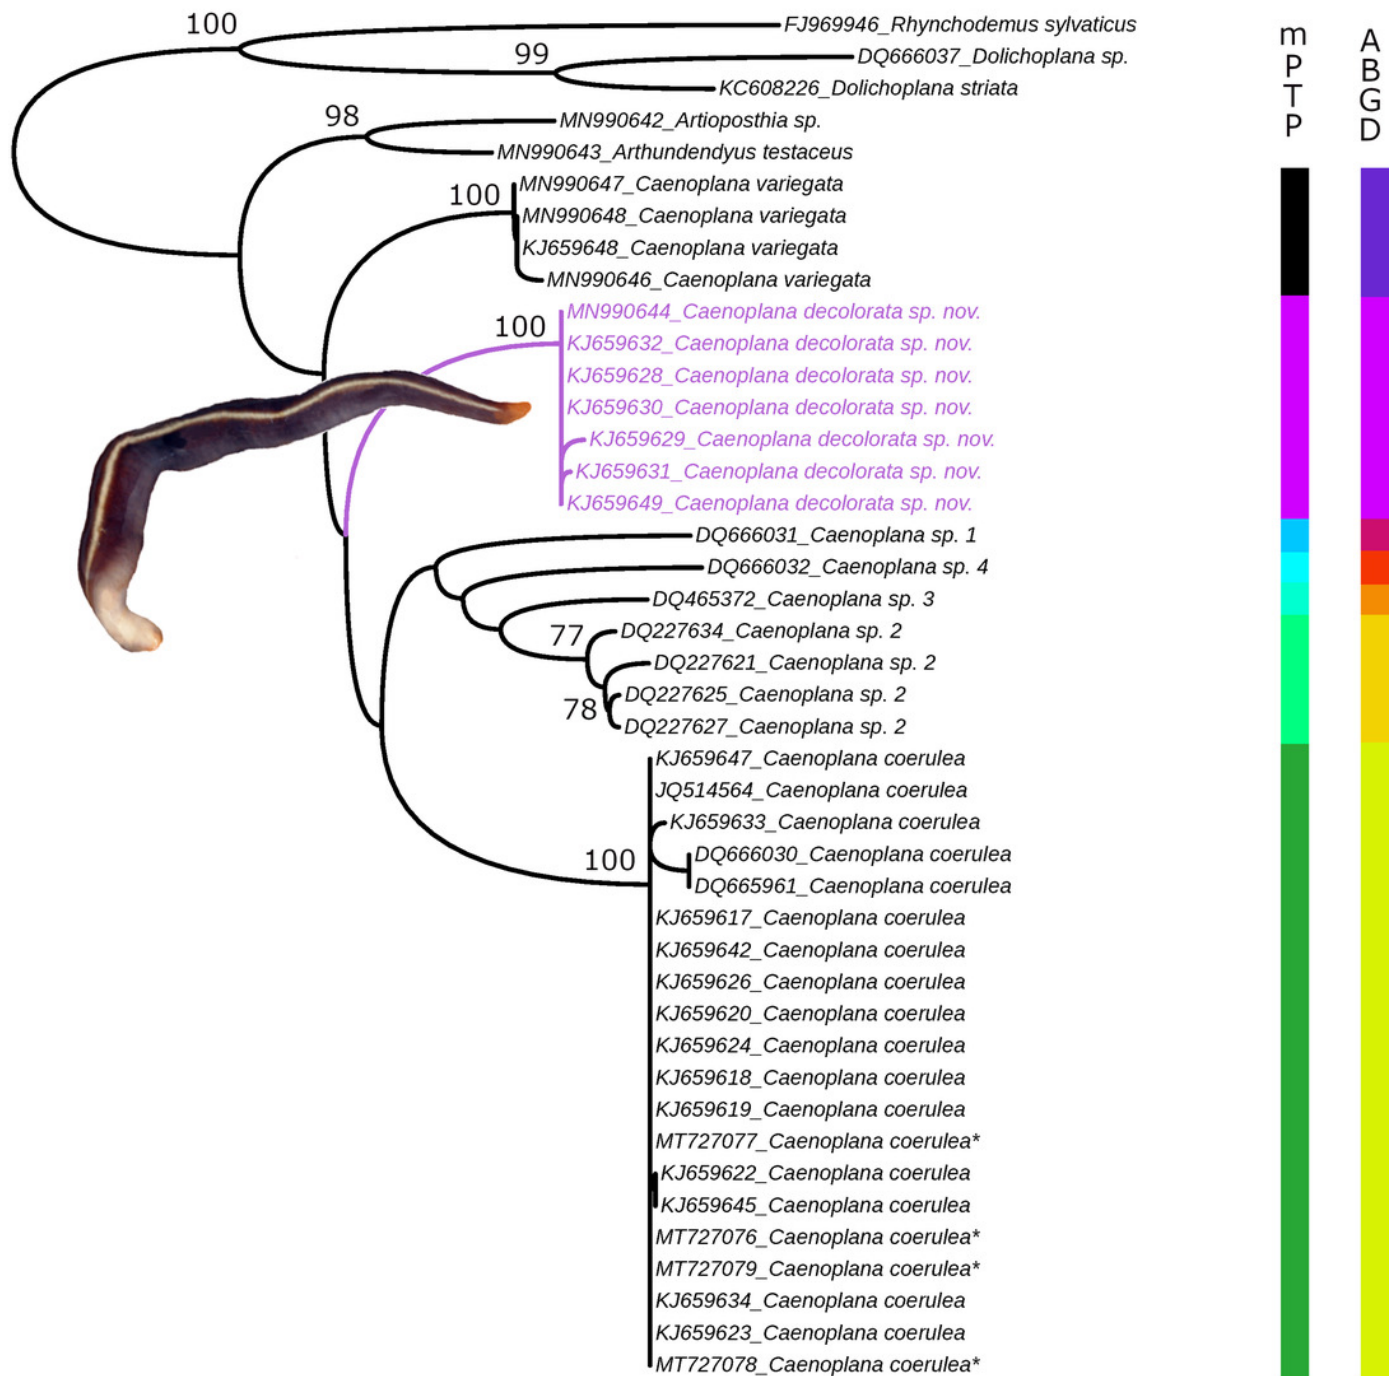 100
FJ969946_Rhynchodemus sylvaticus
99
DQ666037_Dolichoplana sp.
KC608226_Dolichoplana striata
98
MN990642_Artioposthia sp.
MN990643_Arthundendyus testaceus
m
P
T
P
A
B
G
D
MN990647_Caenoplana variegata
100
MN990648_Caenoplana variegata
KJ659648_Caenoplana variegata
MN990646_Caenoplana variegata
MN990644_Caenoplana decolorata sp. nov.
100
KJ659632_Caenoplana decolorata sp. nov.
KJ659628_Caenoplana decolorata sp. nov.
KJ659630_Caenoplana decolorata sp. nov.
KJ659629_Caenoplana decolorata sp. nov.
KJ659631_Caenoplana decolorata sp. nov.
KJ659649_Caenoplana decolorata sp. nov.
DQ666031_Caenoplana sp. 1
DQ666032_Caenoplana sp. 4
DQ465372_Caenoplana sp. 3
77
DQ227634_Caenoplana sp. 2
DQ227621_Caenoplana sp. 2
DQ227625_Caenoplana sp. 2
78
DQ227627_Caenoplana sp. 2
KJ659647_Caenoplana coerulea
JQ514564_Caenoplana coerulea
KJ659633_Caenoplana coerulea
DQ666030_Caenoplana coerulea
100
DQ665961_Caenoplana coerulea
KJ659617_Caenoplana coerulea
KJ659642_Caenoplana coerulea
KJ659626_Caenoplana coerulea
KJ659620_Caenoplana coerulea
KJ659624_Caenoplana coerulea
KJ659618_Caenoplana coerulea
KJ659619_Caenoplana coerulea
MT727077_Caenoplana coerulea*
KJ659622_Caenoplana coerulea
KJ659645_Caenoplana coerulea
MT727076_Caenoplana coerulea*
MT727079_Caenoplana coerulea*
KJ659634_Caenoplana coerulea
KJ659623_Caenoplana coerulea
MT727078_Caenoplana coerulea*